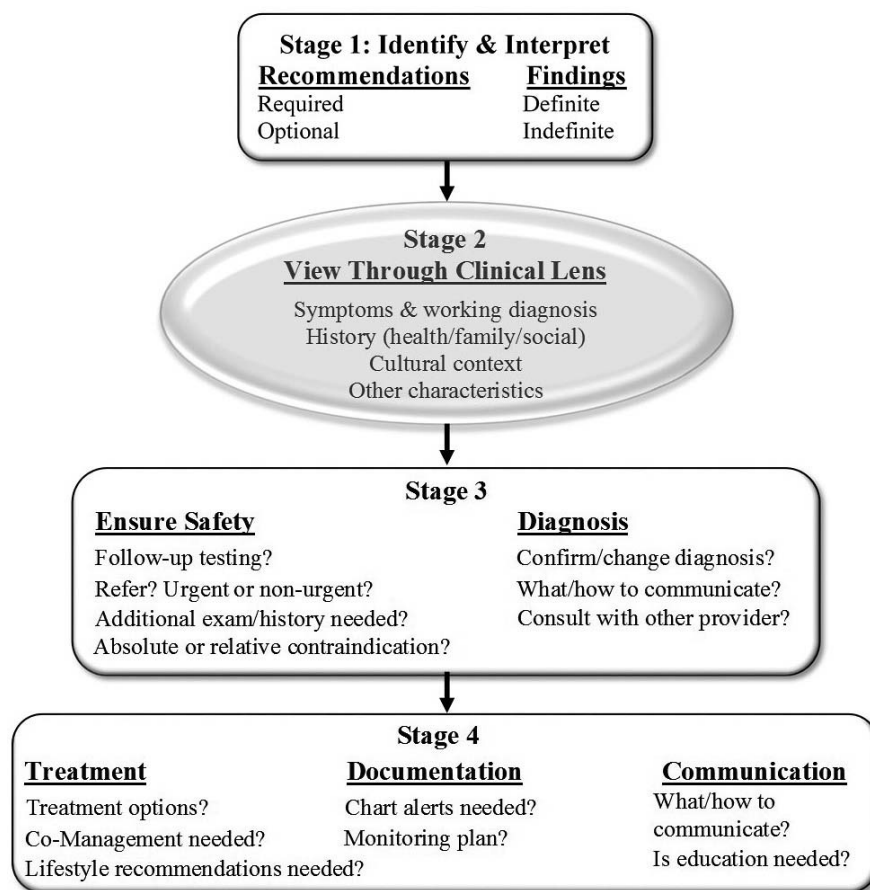 Stage 1: Identify & Interpret
Recommendations Findings
Required Definite
Optional Indefinite
Stage 2
View Through Clinical Lens
Symptoms & working diagnosis
History (health/family/social)
Cultural context
Other characteristics
Stage 3
Ensure Safety
Follow-up testing?
Refer? Urgent or non-urgent?
Additional exam/history needed?
Absolute or relative contraindication?
Diagnosis
Confirm/change diagnosis?
What/how to communicate?
Consult with other provider?
Stage 4
Treatment
Treatment options?
Co-Management needed?
Lifestyle recommendations needed?
Documentation
Chart alerts needed?
Monitoring plan?
Communication
What/how to
communicate?
Is education needed?